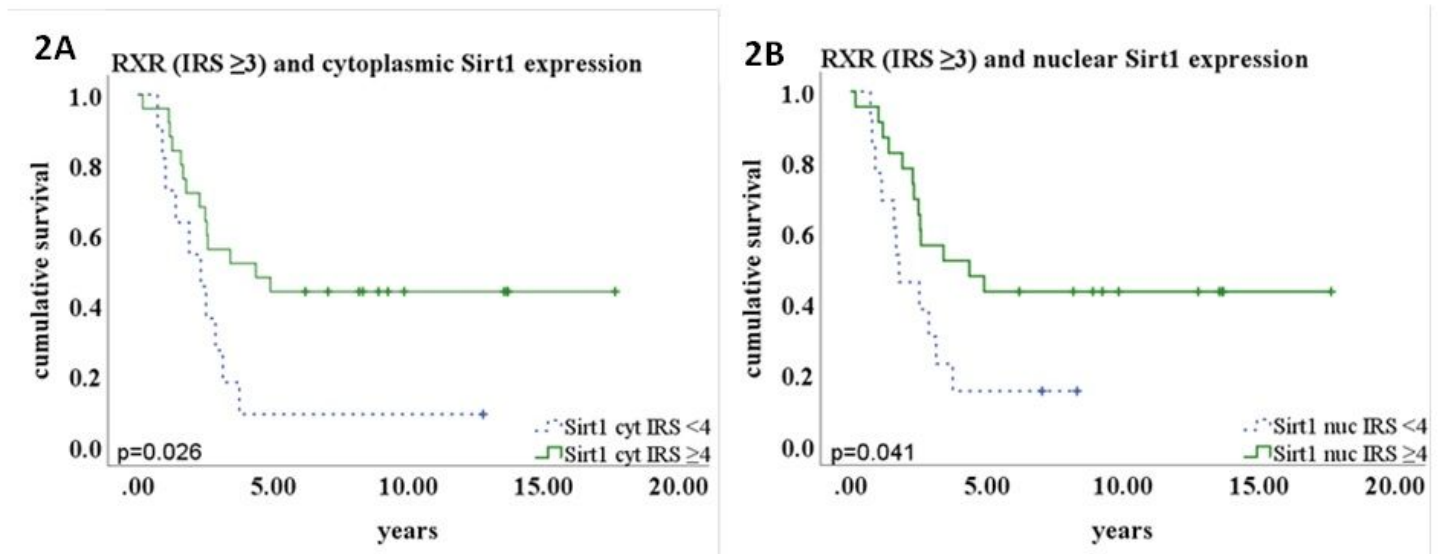 2A
RXR (IRS ≥3) and cytoplasmic Sirt1 expression
cumulative survival
1.0
0.8
0.6
0.4
0.2
0.0
p=0.026
Sirt1 cyt IRS <4
Sirt1 cyt IRS ≥4
.00 5.00 10.00 15.00 20.00
years
2B
RXR (IRS ≥3) and nuclear Sirt1 expression
cumulative survival
1.0
0.8
0.6
0.4
0.2
0.0
p=0.041
Sirt1 nuc IRS <4
Sirt1 nuc IRS ≥4
.00 5.00 10.00 15.00 20.00
years